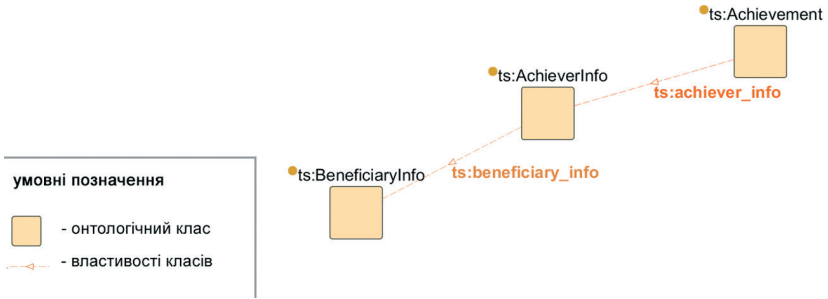 ts:Achievement
ts:AchieverInfo
ts:achiever_info
ts:BeneficiaryInfo
ts:beneficiary_info
умовні позначення
- онтологічний клас
- властивості класів